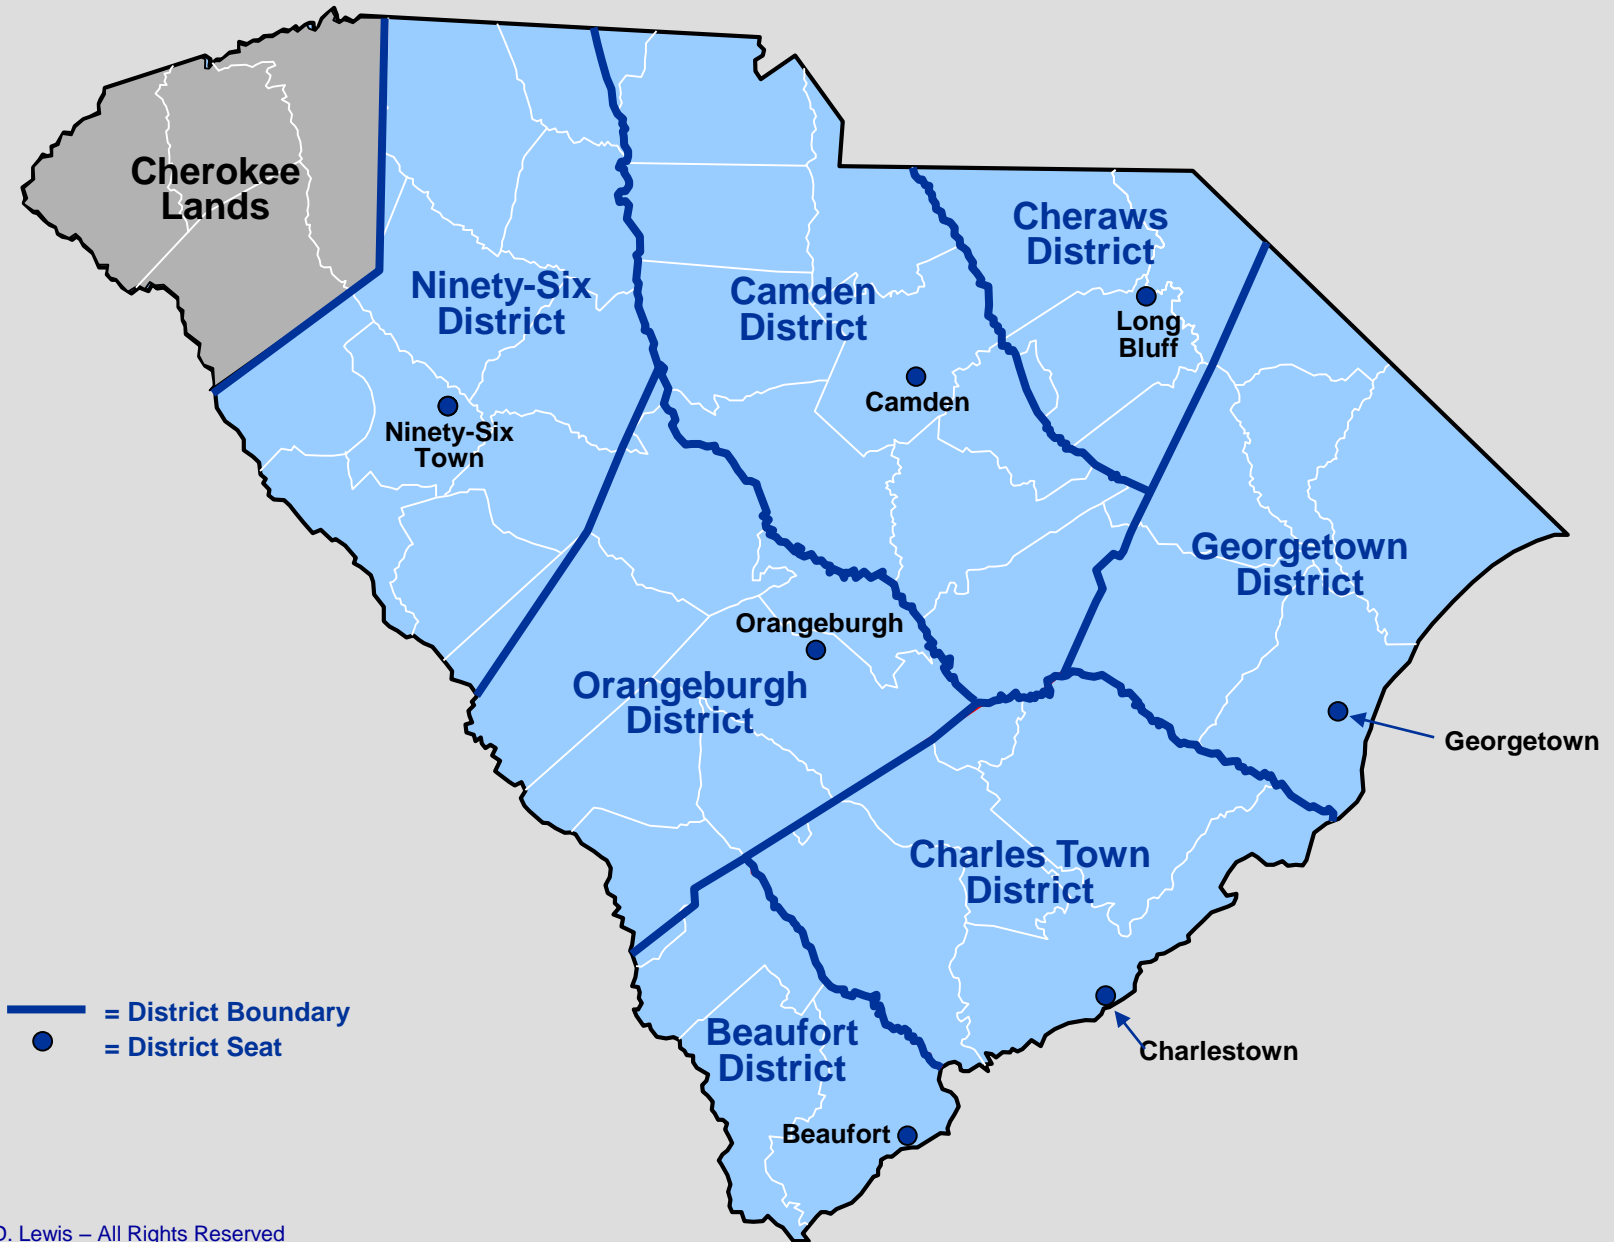 Cherokee
Lands
Cheraws
District
Ninety-Six
District
Camden
District
Long
Bluff
Camden
Ninety-Six
Town
Georgetown
District
Orangeburgh
Orangeburgh
District
Georgetown
Charles Town
District
= District Boundary
= District Seat
Beaufort
District
Charlestown
Beaufort
D. Lewis – All Rights Reserved